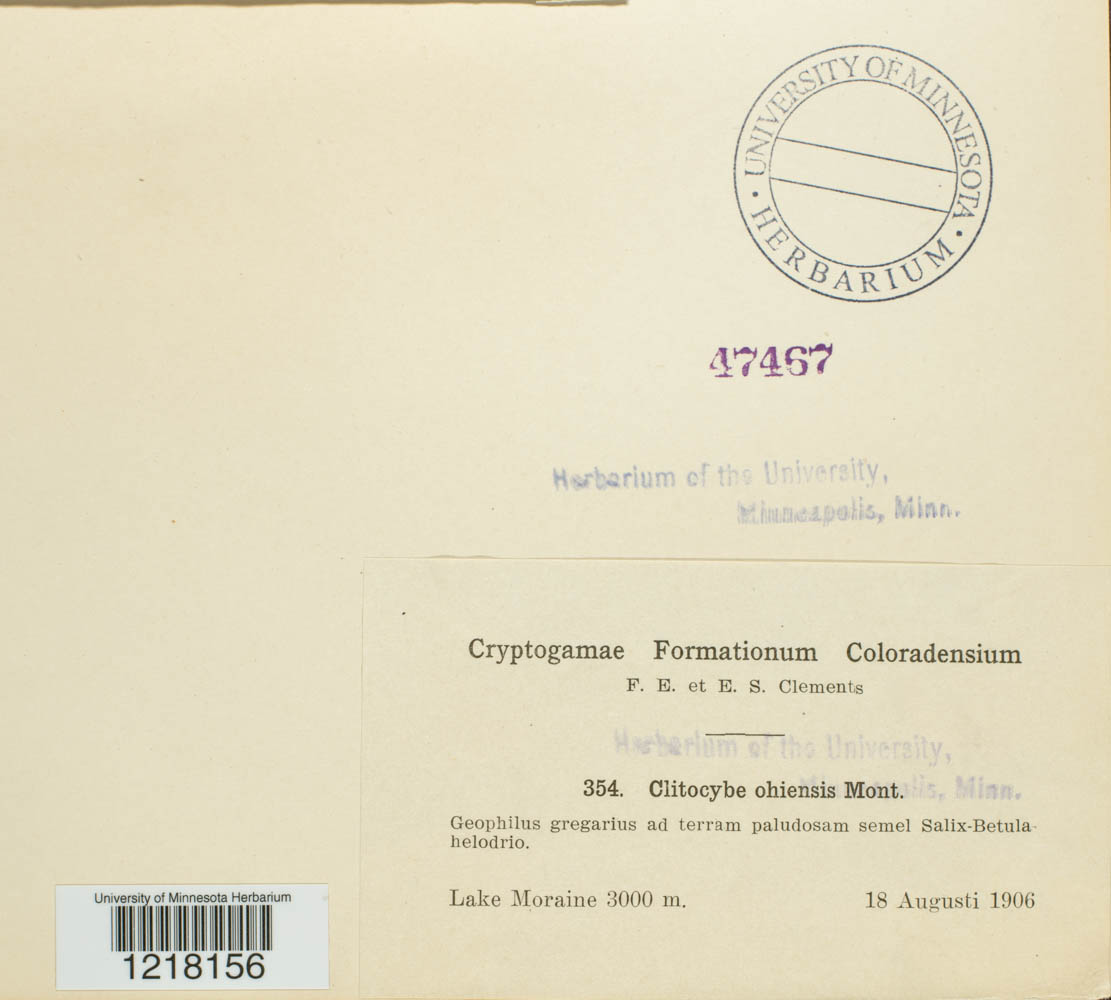 · UNIVERSITY OF MINNESOTA ·
HERBARIUM
47467
Herbarium of the University,
Minneapolis, Minn.
Cryptogamae Formationum Coloradensium
F. E. et E. S. Clements
Herbarium of the University,
Minneapolis, Minn.
354. Clitocybe ohiensis Mont.
Geophilus gregarius ad terram paludosam semel Salix-Betula-
helodrio.
Lake Moraine 3000 m. 18 Augusti 1906
University of Minnesota Herbarium
1218156